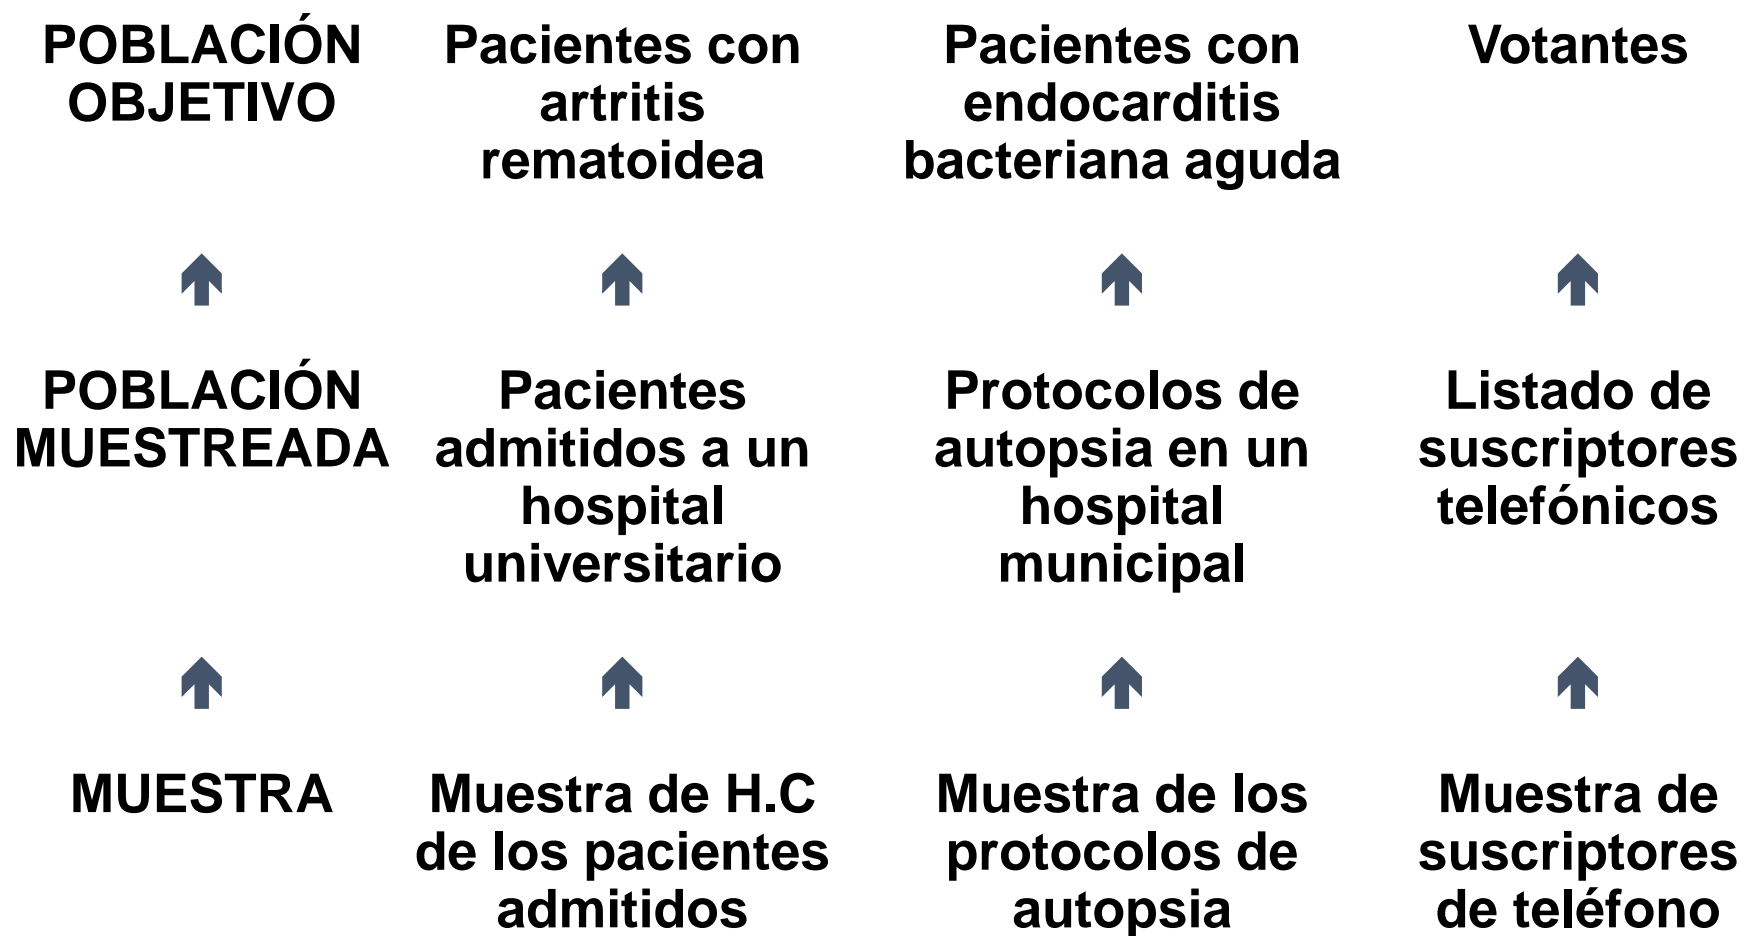 POBLACIÓN
OBJETIVO
Pacientes con
artritis
rematoidea
Pacientes con
endocarditis
bacteriana aguda
Votantes
POBLACIÓN
MUESTREADA
Pacientes
admitidos a un
hospital
universitario
Protocolos de
autopsia en un
hospital
municipal
Listado de
suscriptores
telefónicos
MUESTRA
Muestra de H.C
de los pacientes
admitidos
Muestra de los
protocolos de
autopsia
Muestra de
suscriptores
de teléfono